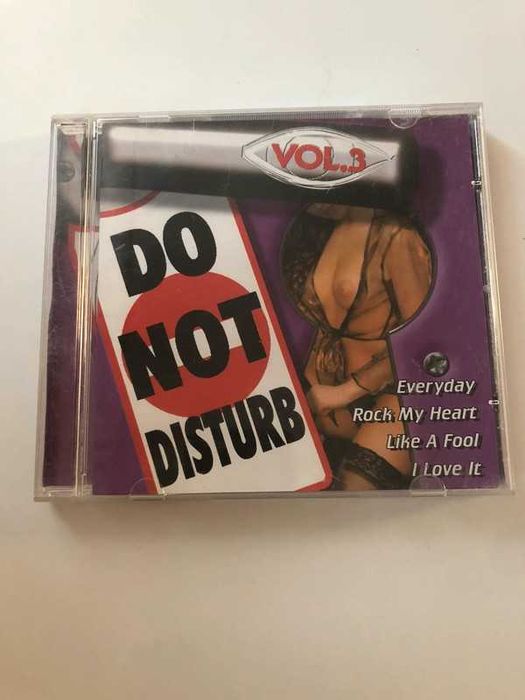 VOL.3
DO
NOT
DISTURB
Everyday
Rock My Heart
Like A Fool
I Love It